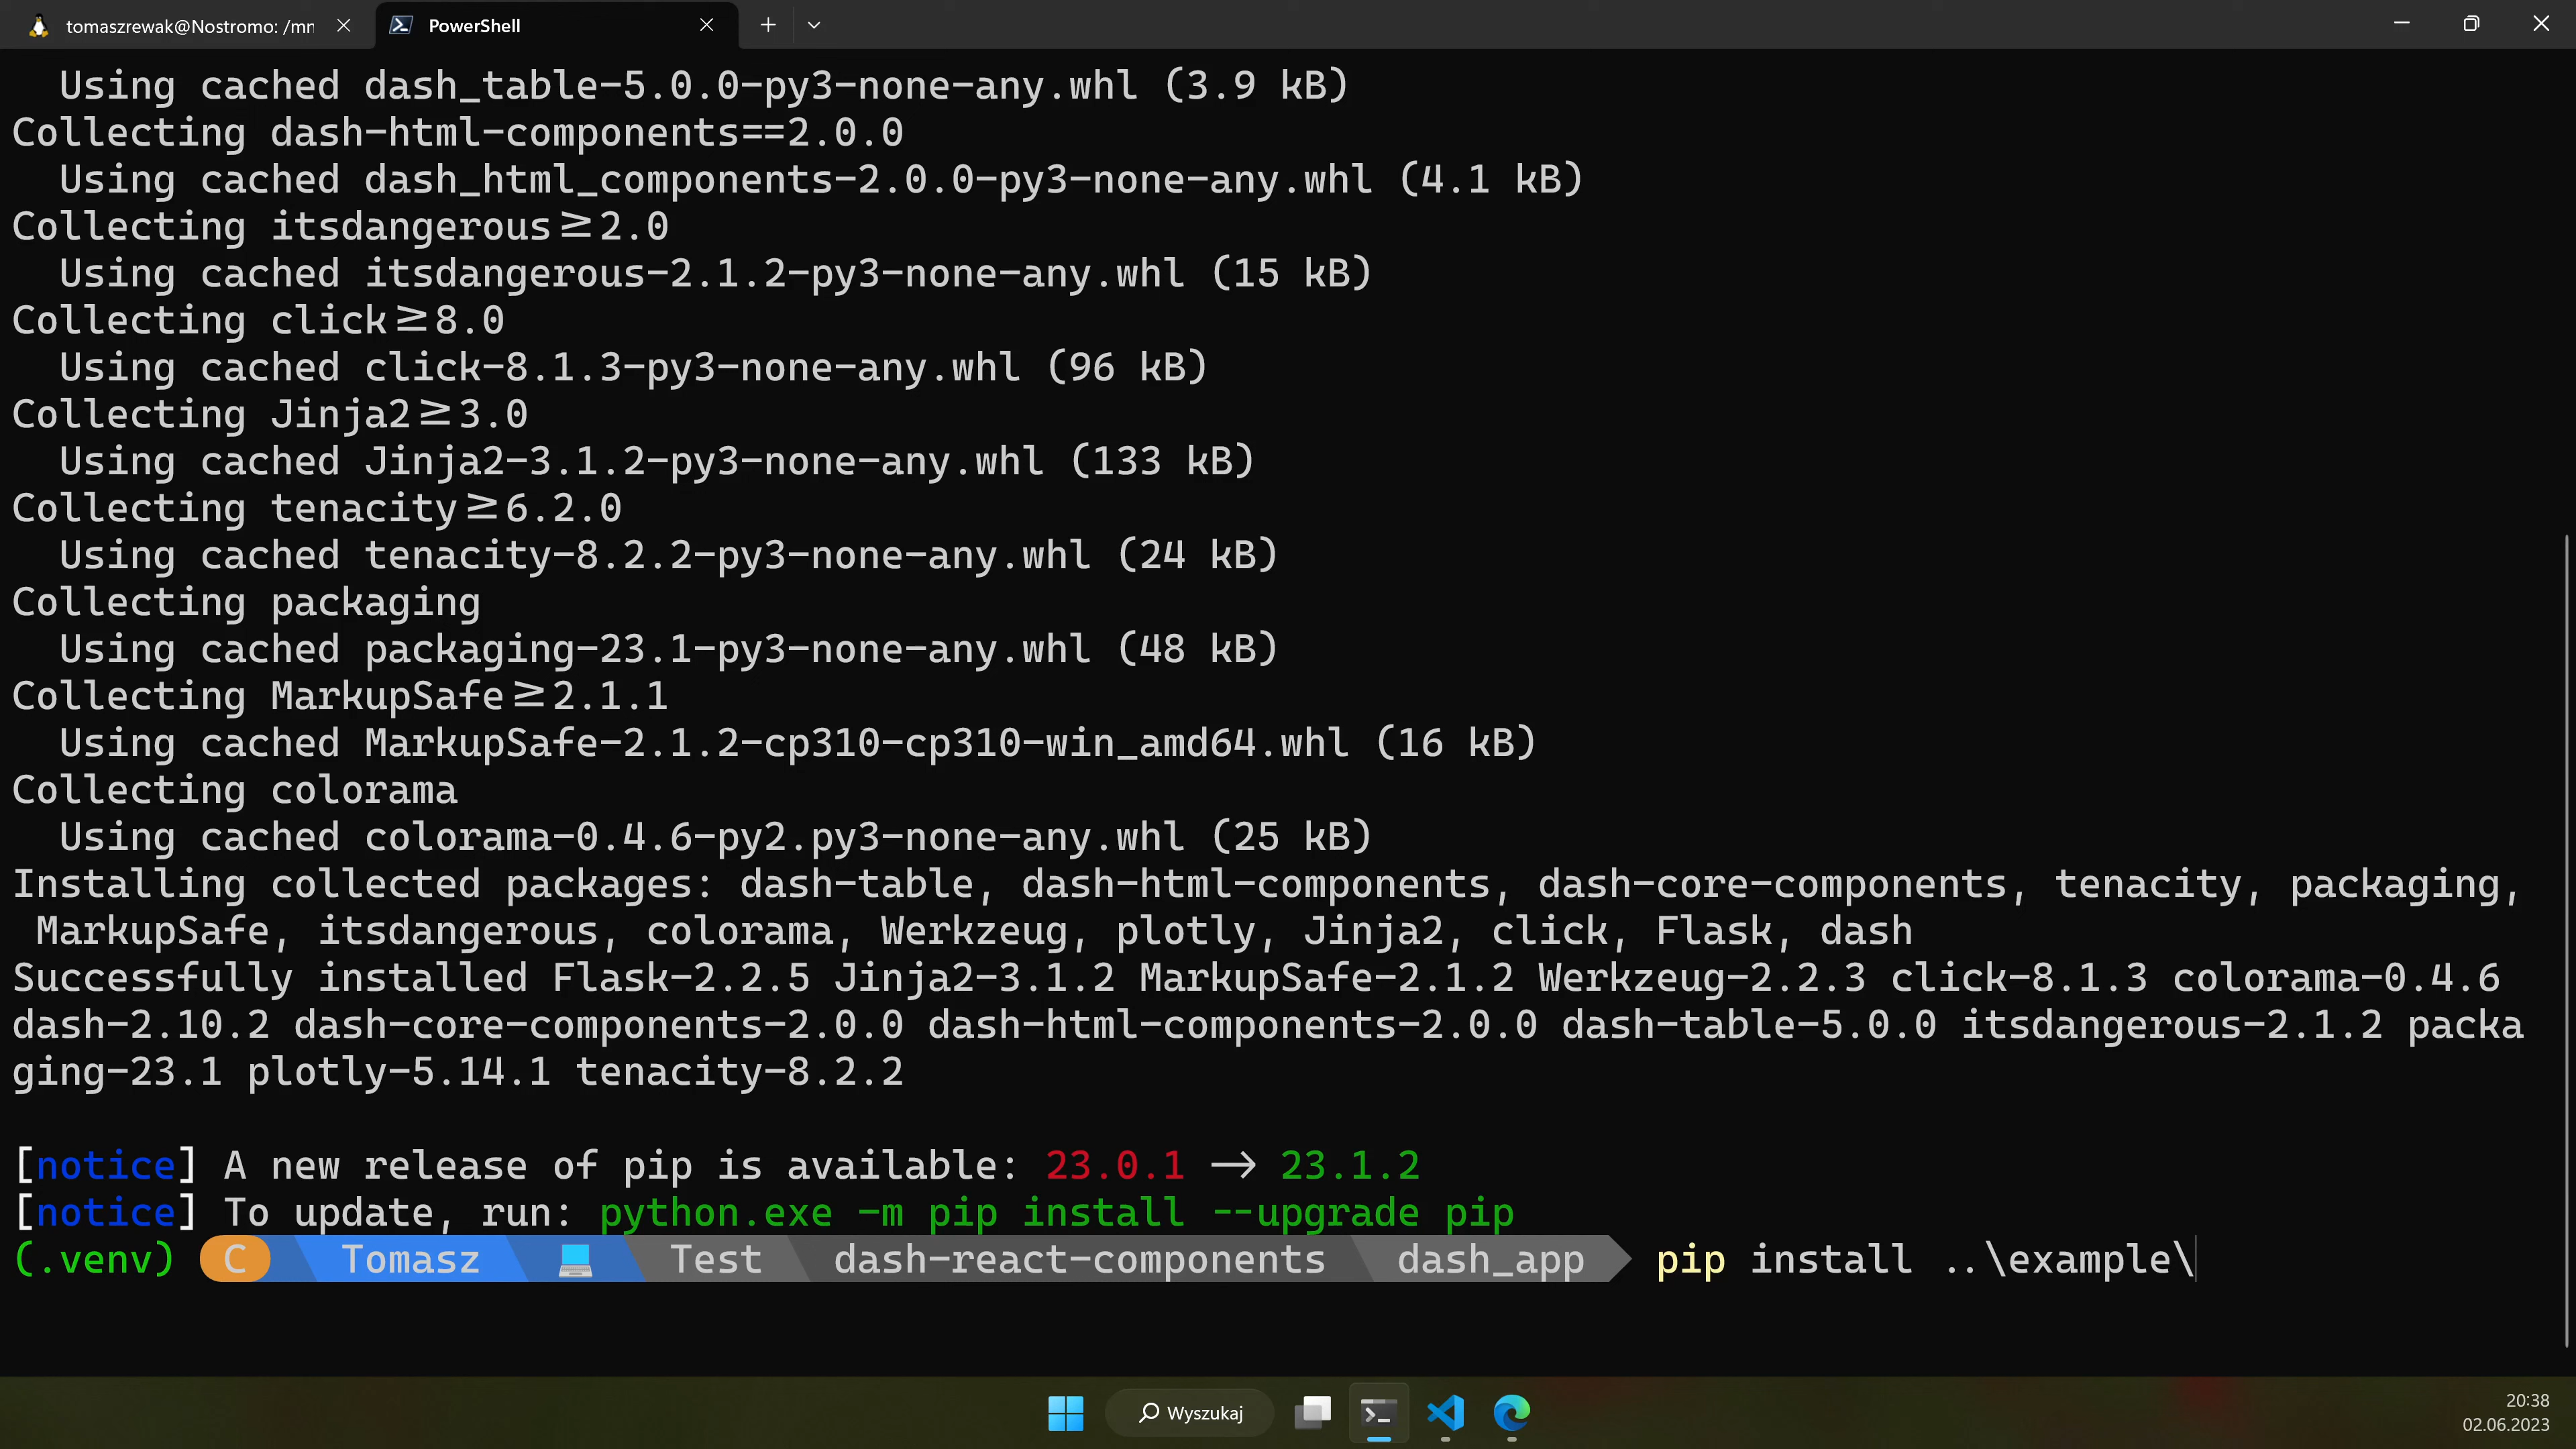 tomaszrewak@Nostromo: /mn
PowerShell
Using cached dash_table-5.0.0-py3-none-any.whl (3.9 kB)
Collecting dash-html-components==2.0.0
Using cached dash_html_components-2.0.0-py3-none-any.whl (4.1 kB)
Collecting itsdangerous≥2.0
Using cached itsdangerous-2.1.2-py3-none-any.whl (15 kB)
Collecting click≥8.0
Using cached click-8.1.3-py3-none-any.whl (96 kB)
Collecting Jinja2≥3.0
Using cached Jinja2-3.1.2-py3-none-any.whl (133 kB)
Collecting tenacity≥6.2.0
Using cached tenacity-8.2.2-py3-none-any.whl (24 kB)
Collecting packaging
Using cached packaging-23.1-py3-none-any.whl (48 kB)
Collecting MarkupSafe≥2.1.1
Using cached MarkupSafe-2.1.2-cp310-cp310-win_amd64.whl (16 kB)
Collecting colorama
Using cached colorama-0.4.6-py2.py3-none-any.whl (25 kB)
Installing collected packages: dash-table, dash-html-components, dash-core-components, tenacity, packaging,
MarkupSafe, itsdangerous, colorama, Werkzeug, plotly, Jinja2, click, Flask, dash
Successfully installed Flask-2.2.5 Jinja2-3.1.2 MarkupSafe-2.1.2 Werkzeug-2.2.3 click-8.1.3 colorama-0.4.6
dash-2.10.2 dash-core-components-2.0.0 dash-html-components-2.0.0 dash-table-5.0.0 itsdangerous-2.1.2 packa
ging-23.1 plotly-5.14.1 tenacity-8.2.2
[notice] A new release of pip is available: 23.0.1 → 23.1.2
[notice] To update, run: python.exe -m pip install --upgrade pip
(.venv) C Tomasz 💻 Test dash-react-components dash_app pip install ..\example\
Wyszukaj
20:38
02.06.2023